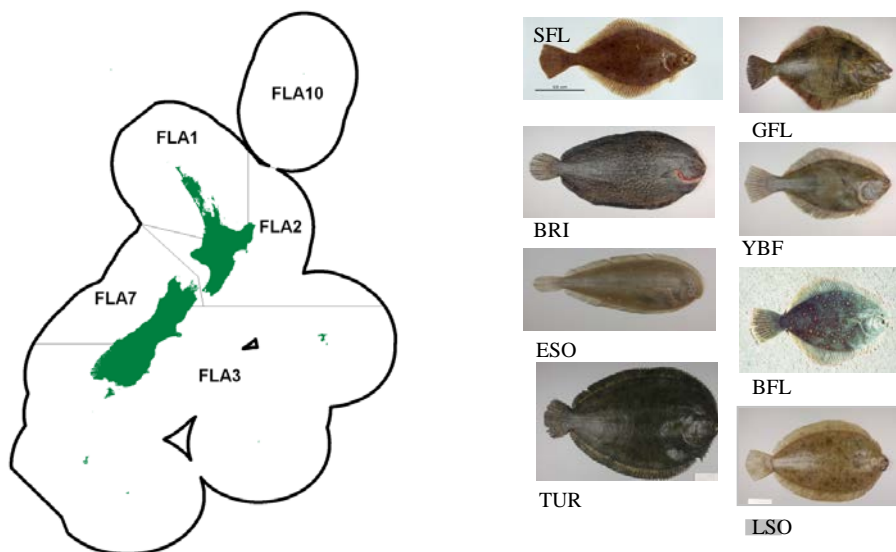 FLA10
FLA1
FLA2
FLA7
FLA3
SFL
GFL
BRI
YBF
ESO
BFL
TUR
LSO